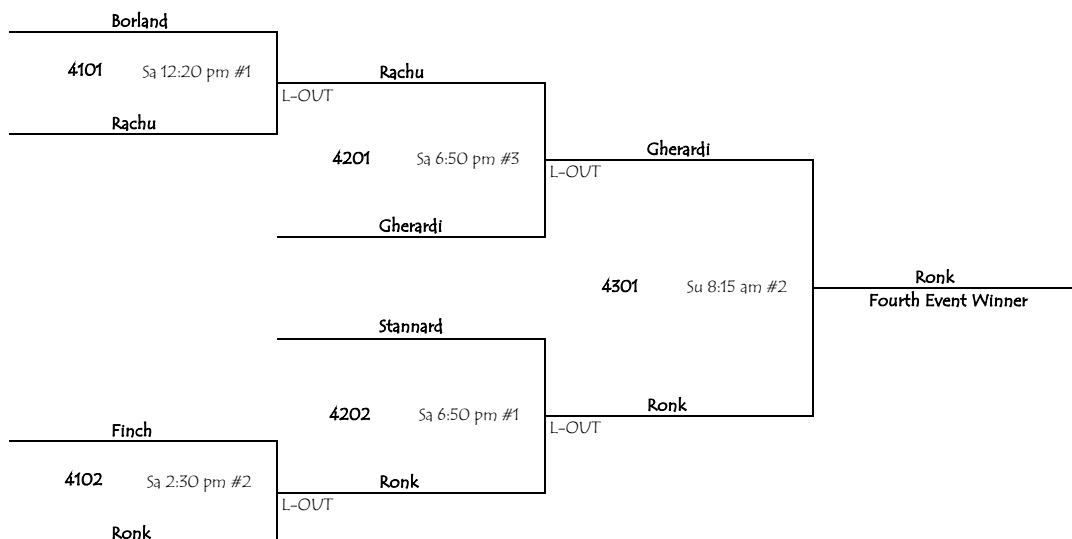 Borland
4101 Sa 12:20 pm #1
Rachu
L-OUT
Rachu
4201 Sa 6:50 pm #3
Gherardi
L-OUT
Gherardi
4301 Su 8:15 am #2
Ronk
Fourth Event Winner
Stannard
4202 Sa 6:50 pm #1
Ronk
L-OUT
Finch
4102 Sa 2:30 pm #2
Ronk
L-OUT
Ronk